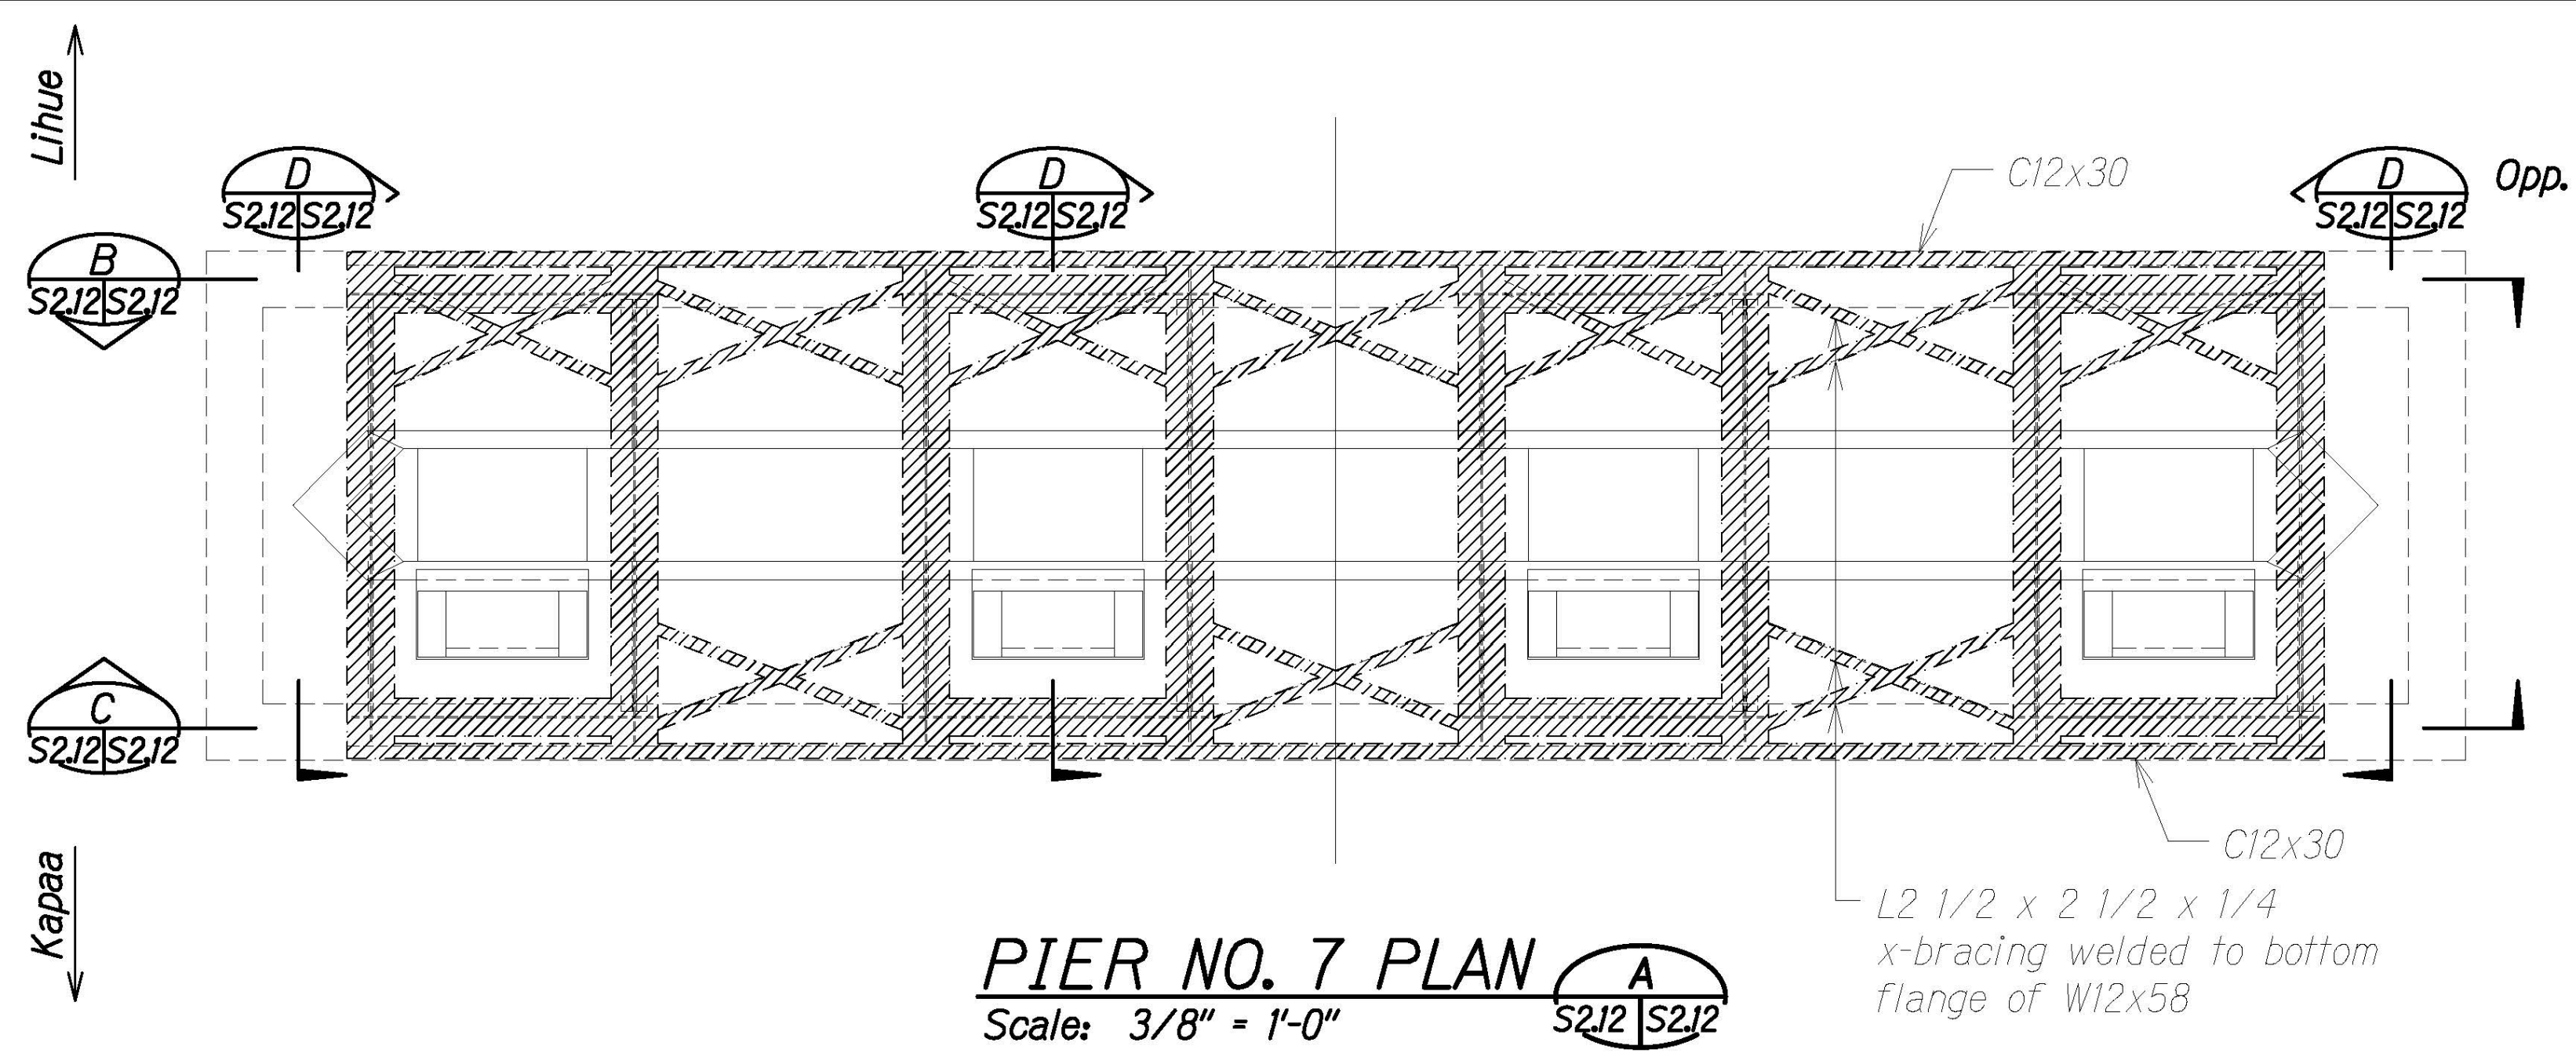 Lihue
D
S2.12 S2.12
D
S2.12 S2.12
C12x30
D
S2.12 S2.12
Opp.
B
S2.12 S2.12
C
S2.12 S2.12
Kapaa
C12x30
L2 1/2 x 2 1/2 x 1/4
x-bracing welded to bottom
flange of W12x58
PIER NO. 7 PLAN
Scale: 3/8" = 1'-0"
A
S2.12 S2.12